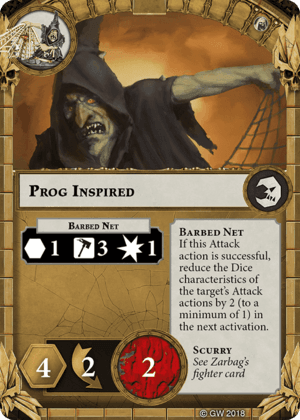 PROG INSPIRED
BARBED NET
1 3 1
BARBED NET
If this Attack
action is successful,
reduce the Dice
characteristics of
the target's Attack
actions by 2 (to a
minimum of 1) in
the next activation.
SCURRY
See Zarbag's
fighter card
4 2 2
© GW 2018